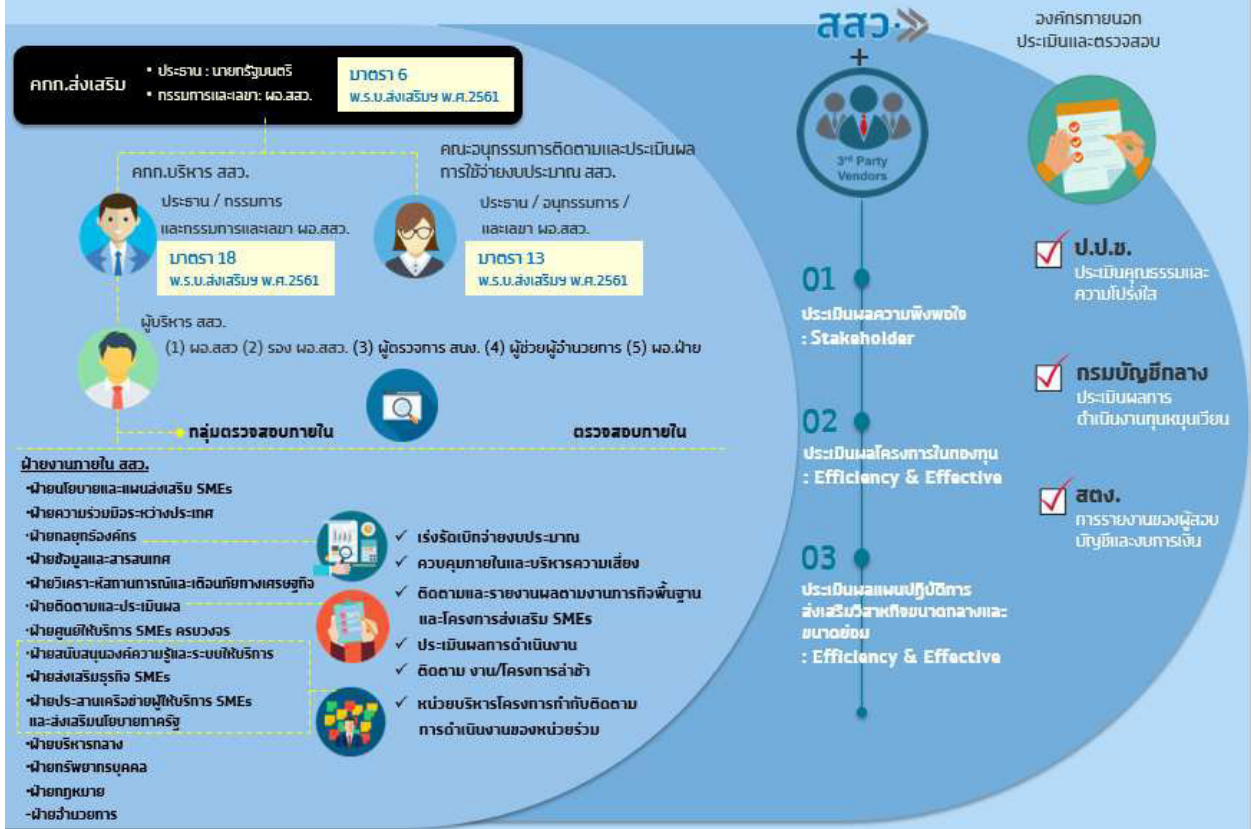 คกก.ส่งเสริม
• ประธาน : นายกรัฐมนตรี
• กรรมการและเลขา: ผอ.สสว.
มาตรา 6
พ.ร.บ.ส่งเสริมฯ พ.ศ.2561
คกก.บริหาร สสว.
ประธาน / กรรมการ
และกรรมการและเลขา ผอ.สสว.
มาตรา 18
พ.ร.บ.ส่งเสริมฯ พ.ศ.2561
คณะอนุกรรมการติดตามและประเมินผล
การใช้จ่ายงบประมาณ สสว.
ประธาน / อนุกรรมการ /
และเลขา ผอ.สสว.
มาตรา 13
พ.ร.บ.ส่งเสริมฯ พ.ศ.2561
ผู้บริหาร สสว.
(1) ผอ.สสว (2) รอง ผอ.สสว. (3) ผู้ตรวจการ สนง. (4) ผู้ช่วยผู้อำนวยการ (5) ผอ.ฝ่าย
กลุ่มตรวจสอบภายใน
ตรวจสอบภายใน
ฝ่ายงานภายใน สสว.
-ฝ่ายนโยบายและแผนส่งเสริม SMEs
-ฝ่ายความร่วมมือระหว่างประเทศ
-ฝ่ายกลยุทธ์องค์กร
-ฝ่ายข้อมูลและสารสนเทศ
-ฝ่ายวิเคราะห์สถานการณ์และเตือนภัยทางเศรษฐกิจ
-ฝ่ายติดตามและประเมินผล
-ฝ่ายศูนย์ให้บริการ SMEs ครบวงจร
-ฝ่ายสนับสนุนองค์ความรู้และระบบให้บริการ
-ฝ่ายส่งเสริมธุรกิจ SMEs
-ฝ่ายประสานเครือข่ายผู้ให้บริการ SMEs
และส่งเสริมนโยบายภาครัฐ
-ฝ่ายบริหารกลาง
-ฝ่ายทรัพยากรบุคคล
-ฝ่ายกฎหมาย
-ฝ่ายอำนวยการ
✓ เร่งรัดเบิกจ่ายงบประมาณ
✓ ควบคุมภายในและบริหารความเสี่ยง
✓ ติดตามและรายงานผลตามงานภารกิจพื้นฐาน
และโครงการส่งเสริม SMEs
✓ ประเมินผลการดำเนินงาน
✓ ติดตาม งาน/โครงการล่าช้า
✓ หน่วยบริหารโครงการกำกับติดตาม
การดำเนินงานของหน่วยร่วม
สสว.
+
3rd Party
Vendors
01
ประเมินผลความพึงพอใจ
: Stakeholder
02
ประเมินผลโครงการในกองทุน
: Efficiency & Effective
03
ประเมินผลแผนปฏิบัติการ
ส่งเสริมวิสาหกิจขนาดกลางและ
ขนาดย่อม
: Efficiency & Effective
องค์กรภายนอก
ประเมินและตรวจสอบ
ป.ป.ช.
ประเมินคุณธรรมและ
ความโปร่งใส
กรมบัญชีกลาง
ประเมินผลการ
ดำเนินงานทุนหมุนเวียน
สตง.
การรายงานของผู้สอบ
บัญชีและงบการเงิน